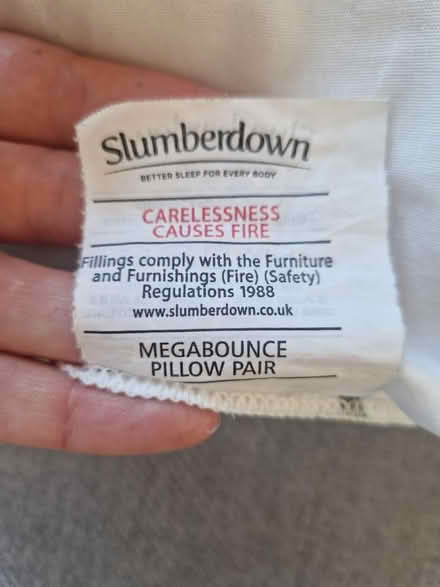 Slumberdown
BETTER SLEEP FOR EVERY BODY
CARELESSNESS
CAUSES FIRE
Fillings comply with the Furniture
and Furnishings (Fire) (Safety)
Regulations 1988
www.slumberdown.co.uk
MEGABOUNCE
PILLOW PAIR